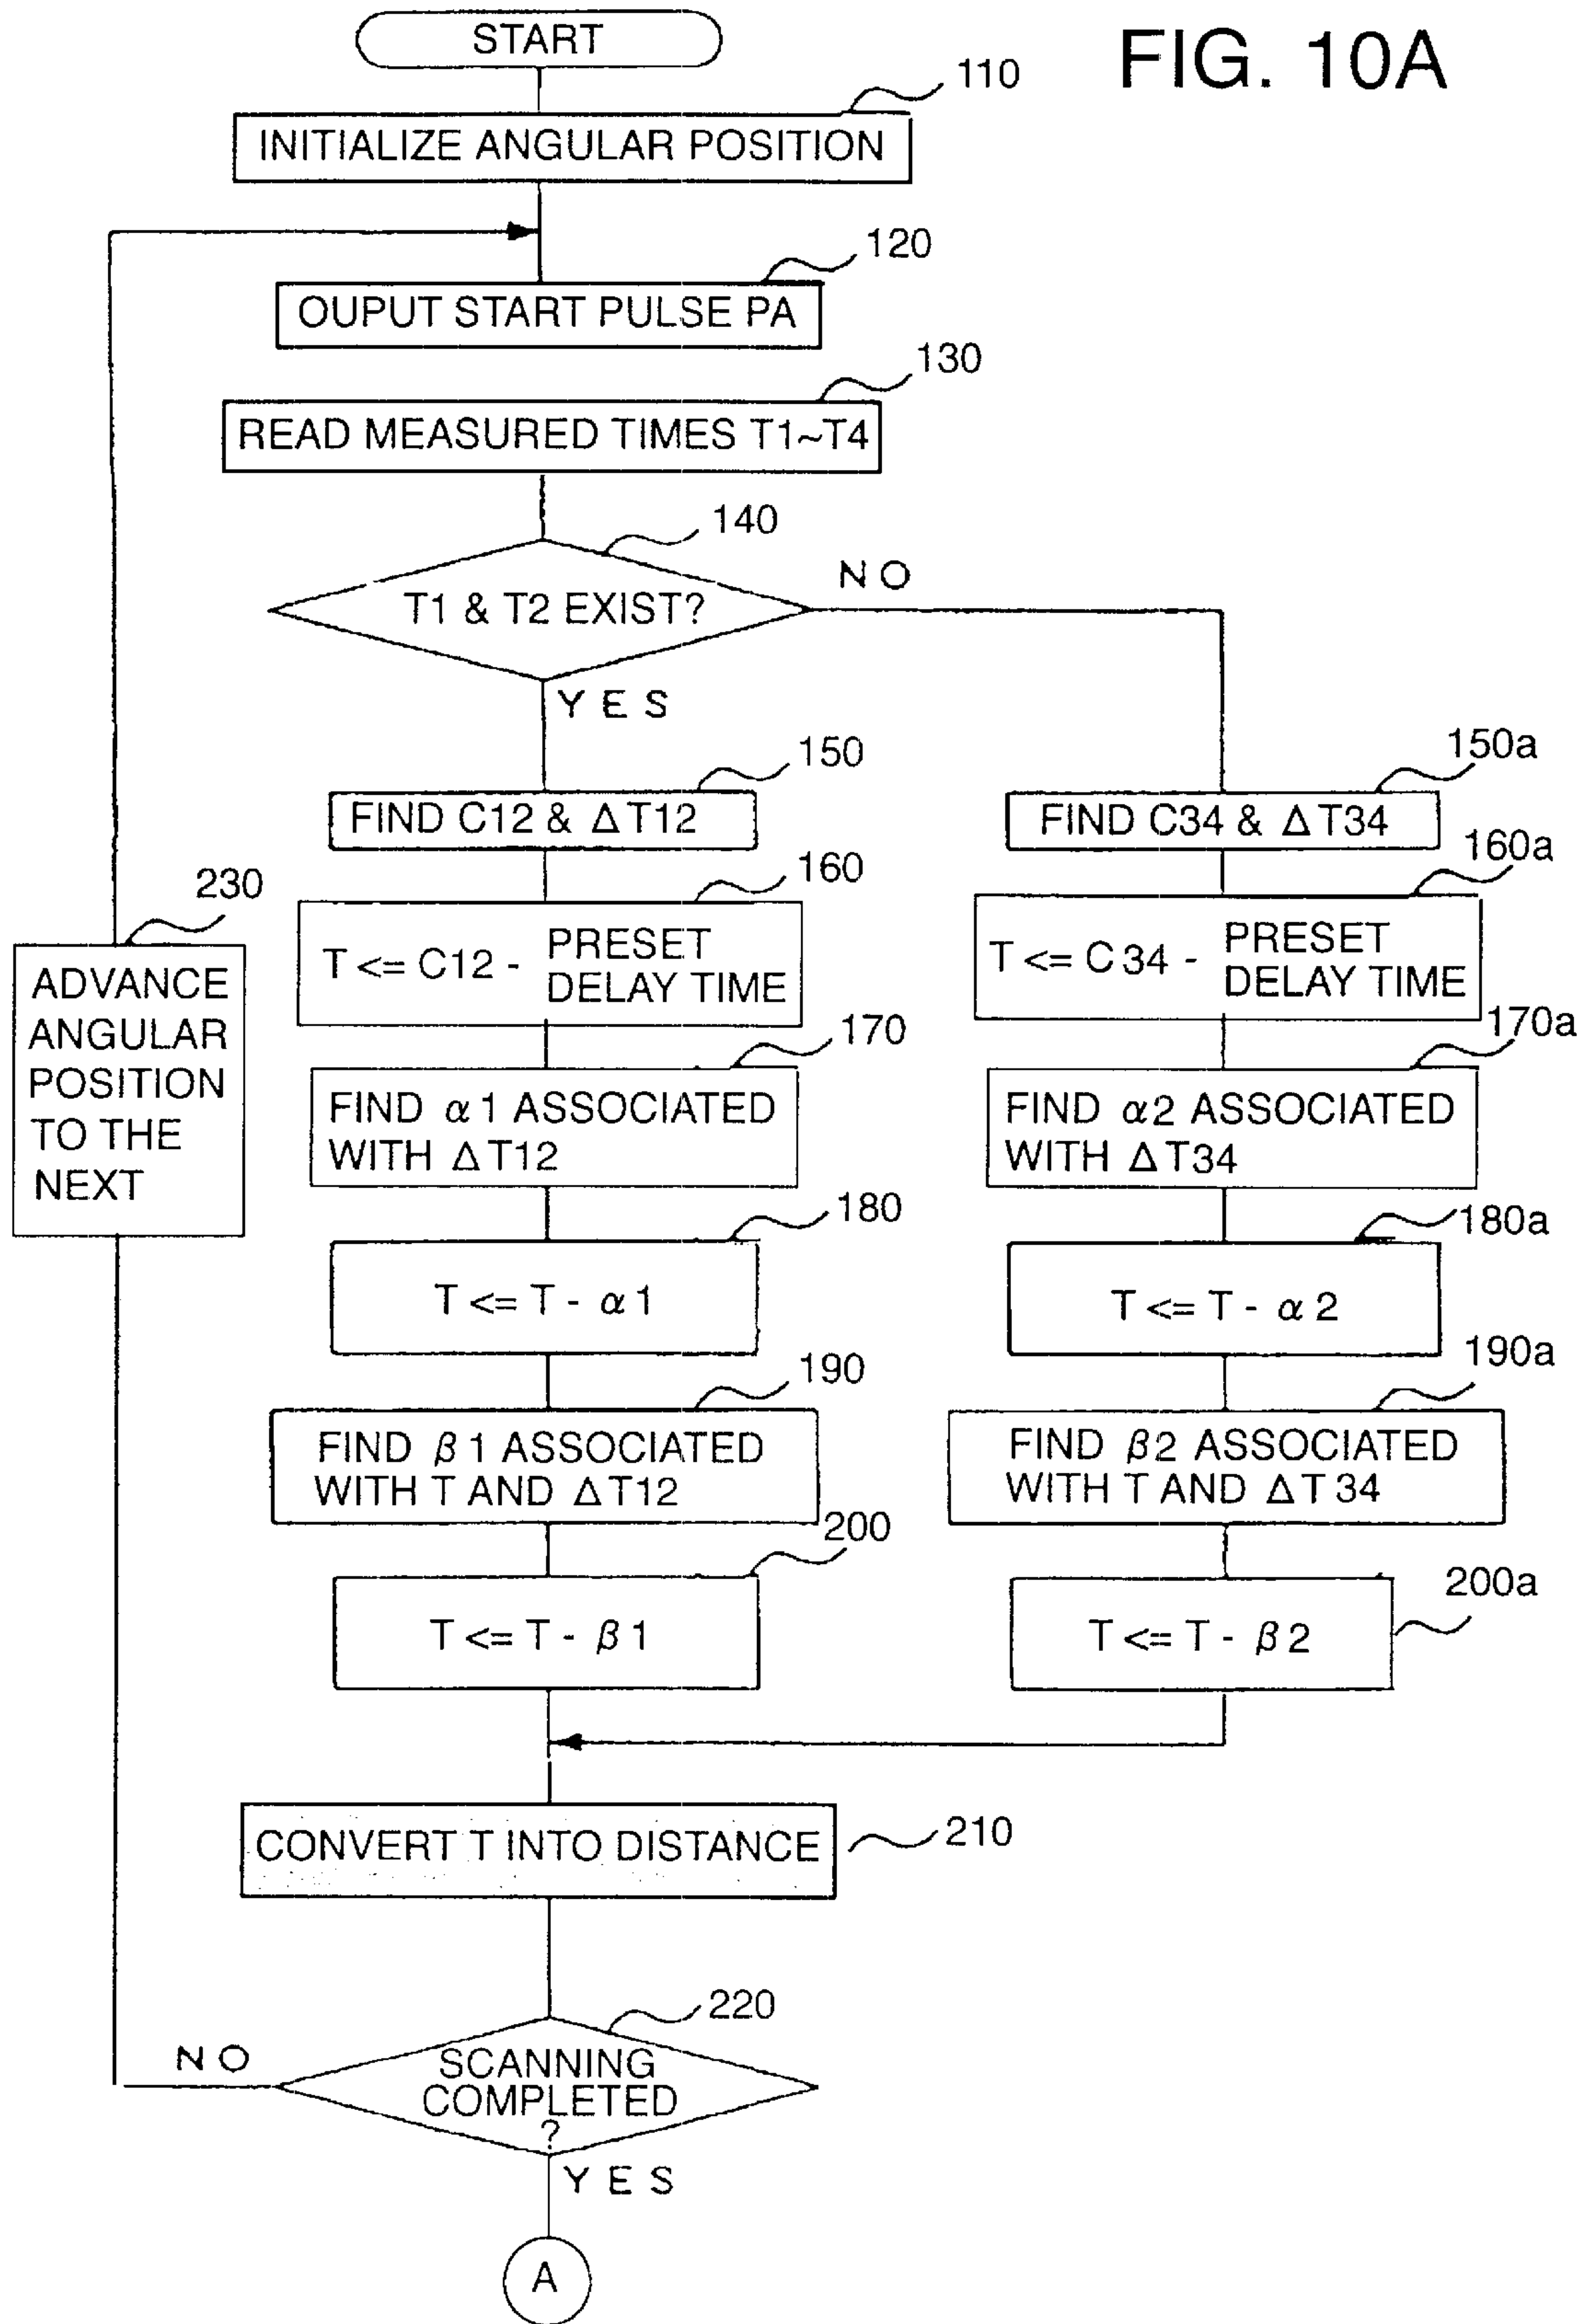 START
FIG. 10A
110
INITIALIZE ANGULAR POSITION
120
OUPUT START PULSE PA
130
READ MEASURED TIMES T1~T4
140
T1 & T2 EXIST?
NO
YES
150
FIND C12 & ΔT12
160
T <= C12 - PRESET
DELAY TIME
170
FIND α1 ASSOCIATED
WITH ΔT12
180
T <= T - α1
190
FIND β1 ASSOCIATED
WITH T AND ΔT12
200
T <= T - β1
150a
FIND C34 & ΔT34
160a
T <= C34 - PRESET
DELAY TIME
170a
FIND α2 ASSOCIATED
WITH ΔT34
180a
T <= T - α2
190a
FIND β2 ASSOCIATED
WITH T AND ΔT34
200a
T <= T - β2
CONVERT T INTO DISTANCE
210
220
SCANNING
COMPLETED
?
NO
YES
230
ADVANCE
ANGULAR
POSITION
TO THE
NEXT
A